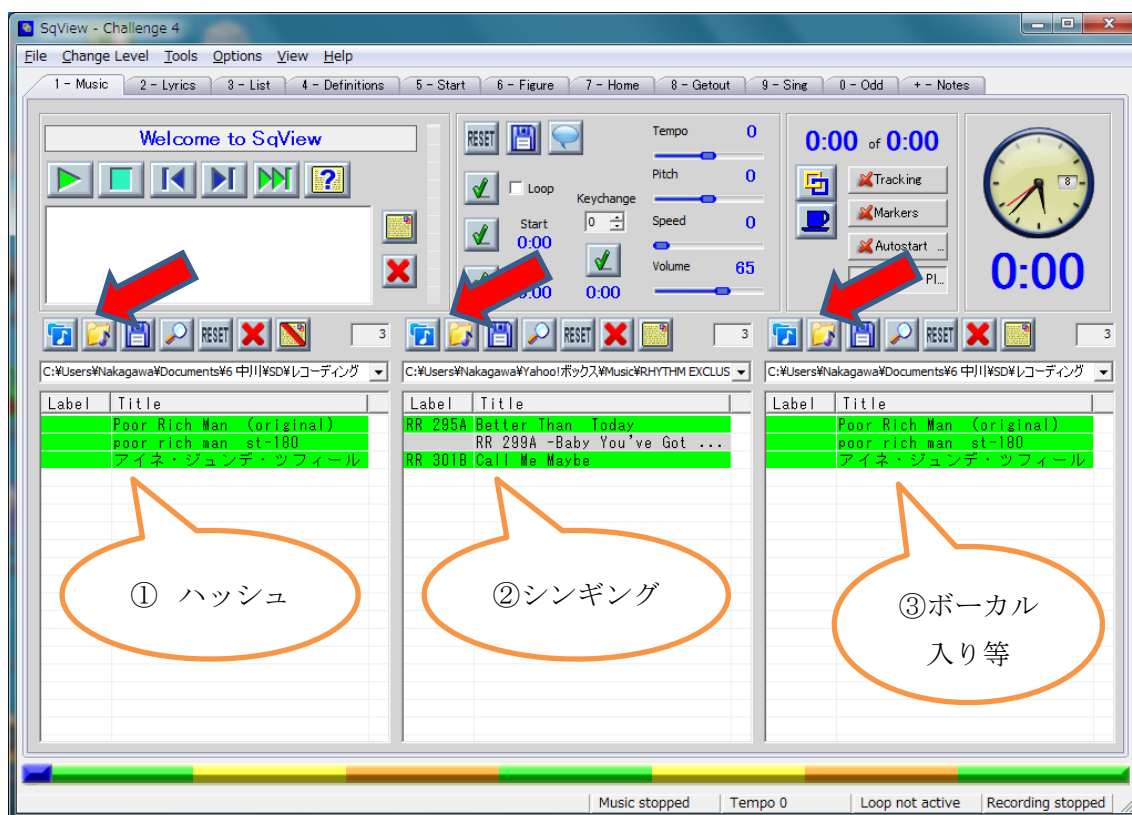 SqView - Challenge 4
File Change Level Tools Options View Help
1 - Music 2 - Lyrics 3 - List 4 - Definitions 5 - Start 6 - Figure 7 - Home 8 - Getout 9 - Sing 0 - Odd + - Notes
Welcome to SqView
RESET
Loop
Keychange
Start
0
0:00
0:00
0:00
Tempo 0
Pitch 0
Speed 0
Volume 65
0:00 of 0:00
Tracking
Markers
Autostart ...
Pl...
8
0:00
RESET 3
RESET 3
RESET 3
C:¥Users¥Nakagawa¥Documents¥6 中川¥SD¥レコーディング
C:¥Users¥Nakagawa¥Yahoo!ボックス¥Music¥RHYTHM EXCLUS
C:¥Users¥Nakagawa¥Documents¥6 中川¥SD¥レコーディング
Label Title
Poor Rich Man (original)
poor rich man st-180
アイネ・ジュンデ・ツフィール
Label Title
RR 295A Better Than Today
RR 299A -Baby You've Got ...
RR 301B Call Me Maybe
Label Title
Poor Rich Man (original)
poor rich man st-180
アイネ・ジュンデ・ツフィール
① ハッシュ
②シンギング
③ボーカル
入り等
Music stopped Tempo 0 Loop not active Recording stopped